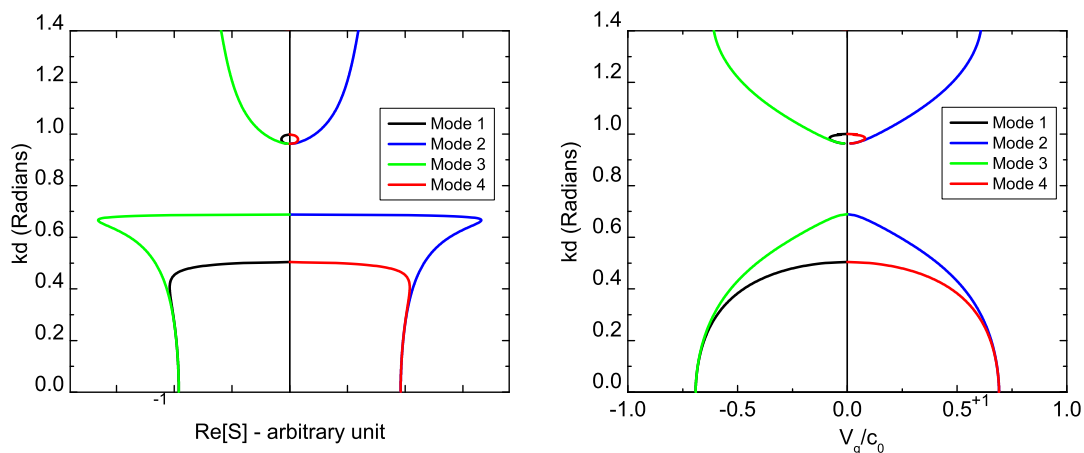 1.4
1.2
1.0
0.8
0.6
0.4
0.2
0.0
kd (Radians)
Mode 1
Mode 2
Mode 3
Mode 4
-1
Re[S] - arbitrary unit
1.4
1.2
1.0
0.8
0.6
0.4
0.2
0.0
kd (Radians)
Mode 1
Mode 2
Mode 3
Mode 4
-1.0 -0.5 0.0 0.5 +1 1.0
Vg/c0